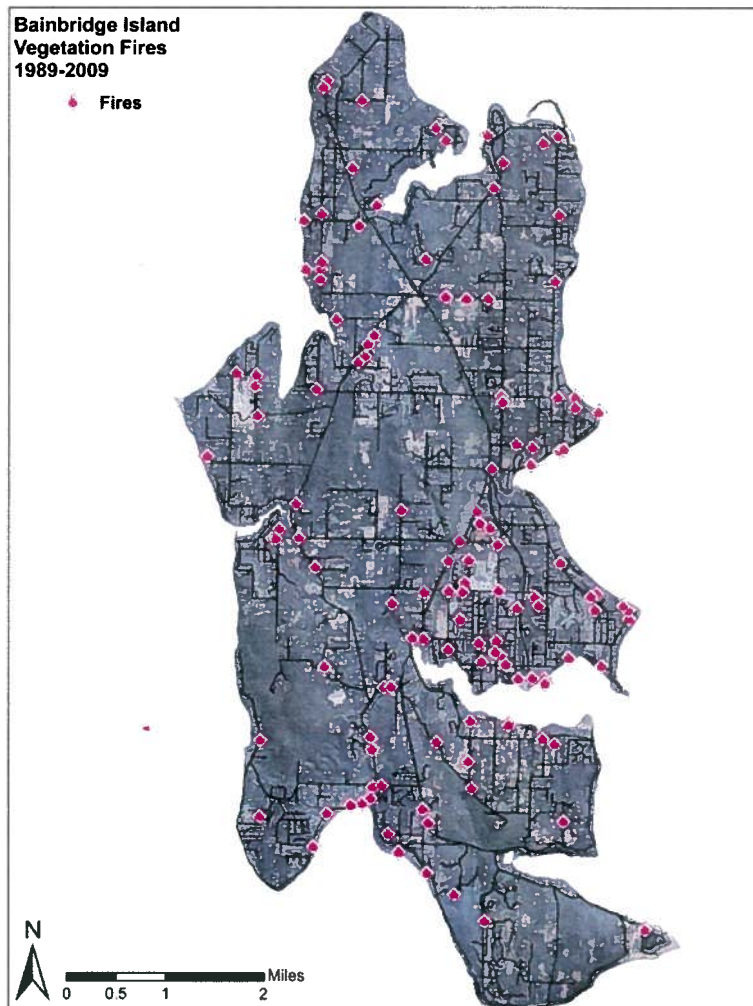 Bainbridge Island
Vegetation Fires
1989-2009
Fires
N
Miles
0 0.5 1 2